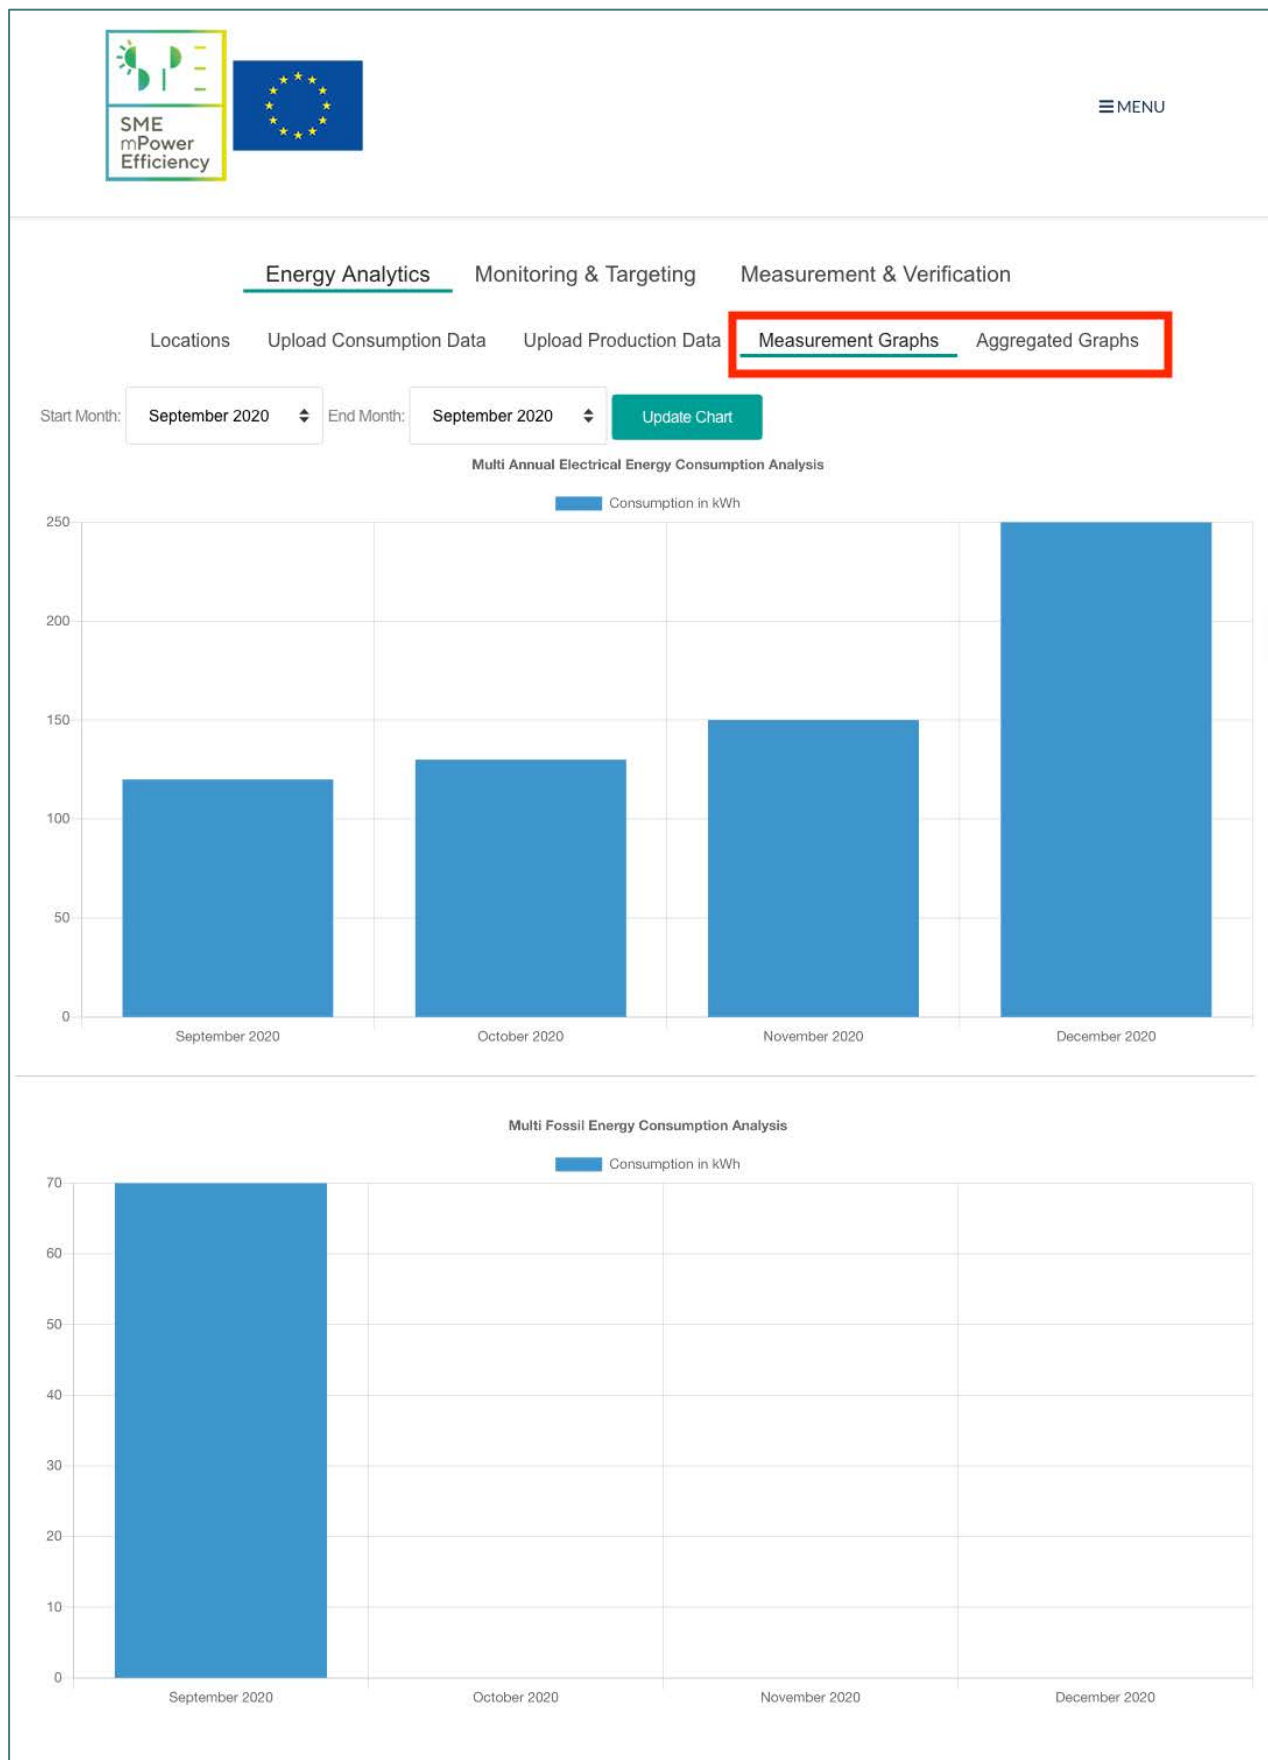 SME
mPower
Efficiency
MENU
Energy Analytics Monitoring & Targeting Measurement & Verification
Locations Upload Consumption Data Upload Production Data Measurement Graphs Aggregated Graphs
Start Month: September 2020 End Month: September 2020 Update Chart
Multi Annual Electrical Energy Consumption Analysis
Consumption in kWh
250
200
150
100
50
0
September 2020 October 2020 November 2020 December 2020
Multi Fossil Energy Consumption Analysis
Consumption in kWh
70
60
50
40
30
20
10
0
September 2020 October 2020 November 2020 December 2020